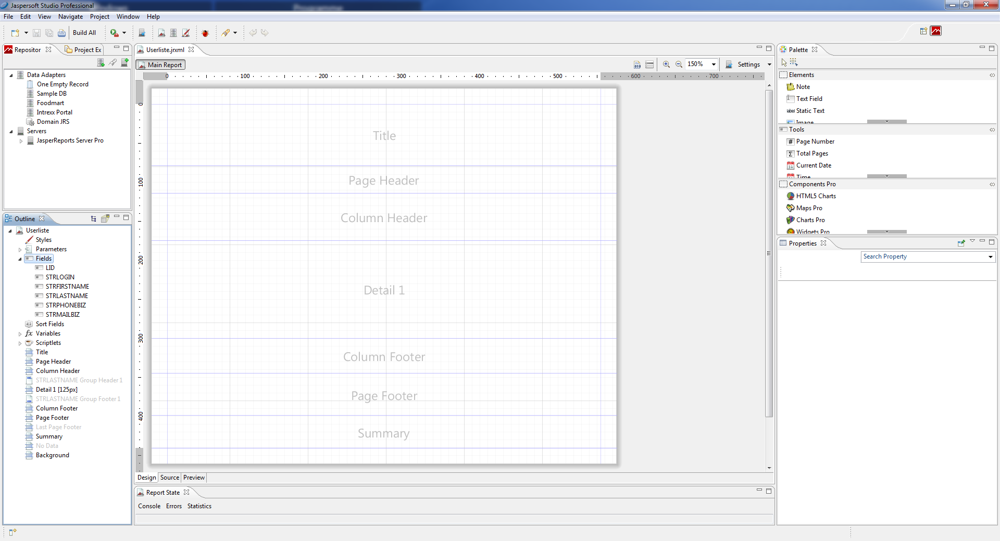 Jaspersoft Studio Professional
Programme
File Edit View Navigate Project Window Help
Build All
Repositor
Project Ex
Data Adapters
One Empty Record
Sample DB
Foodmart
Intrexx Portal
Domain JRS
Servers
JasperReports Server Pro
Outline
Userliste
Styles
Parameters
Fields
LID
STRLOGIN
STRFIRSTNAME
STRLASTNAME
STRPHONEBIZ
STRMAILBIZ
Sort Fields
Variables
Scriptlets
Title
Page Header
Column Header
STRLASTNAME Group Header 1
Detail 1 [125px]
STRLASTNAME Group Footer 1
Column Footer
Page Footer
Last Page Footer
Summary
No Data
Background
Userliste.jrxml
Main Report
150%
Settings
0 100 200 300 400 500 600 700
0
100
200
300
400
Title
Page Header
Column Header
Detail 1
Column Footer
Page Footer
Summary
Design Source Preview
Report State
Console Errors Statistics
Palette
Elements
Note
Text Field
label Static Text
Image
Tools
# Page Number
Σ Total Pages
31 Current Date
Time
Components Pro
HTML5 Charts
Maps Pro
Charts Pro
Widgets Pro
Properties
Search Property